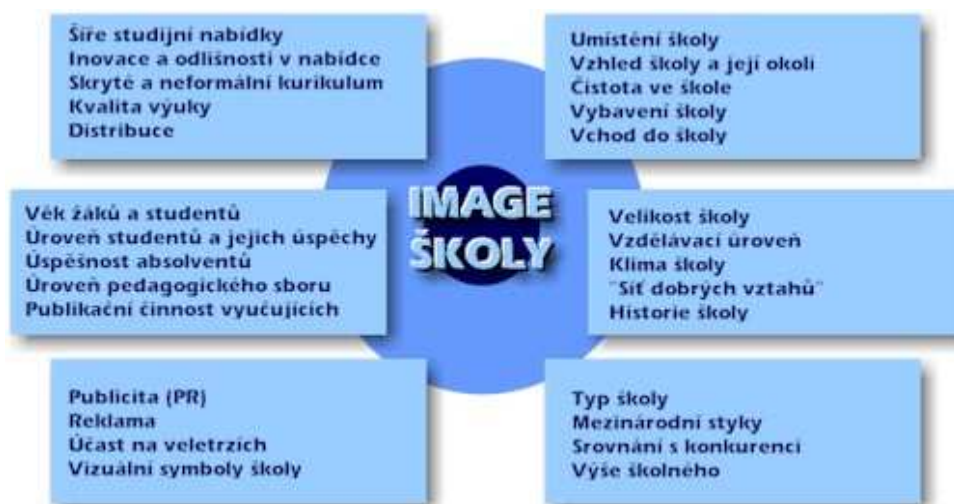 Šíře studijní nabídky
Inovace a odlišnosti v nabídce
Skryté a neformální kurikulum
Kvalita výuky
Distribuce
Umístění školy
Vzhled školy a její okolí
Čistota ve škole
Vybavení školy
Vchod do školy
IMAGE
ŠKOLY
Věk žáků a studentů
Úroveň studentů a jejich úspěchy
Úspěšnost absolventů
Úroveň pedagogického sboru
Publikační činnost vyučujících
Velikost školy
Vzdělávací úroveň
Klima školy
"Síť dobrých vztahů"
Historie školy
Publicita (PR)
Reklama
Účast na veletrzích
Vizuální symboly školy
Typ školy
Mezinárodní styky
Srovnání s konkurencí
Výše školného